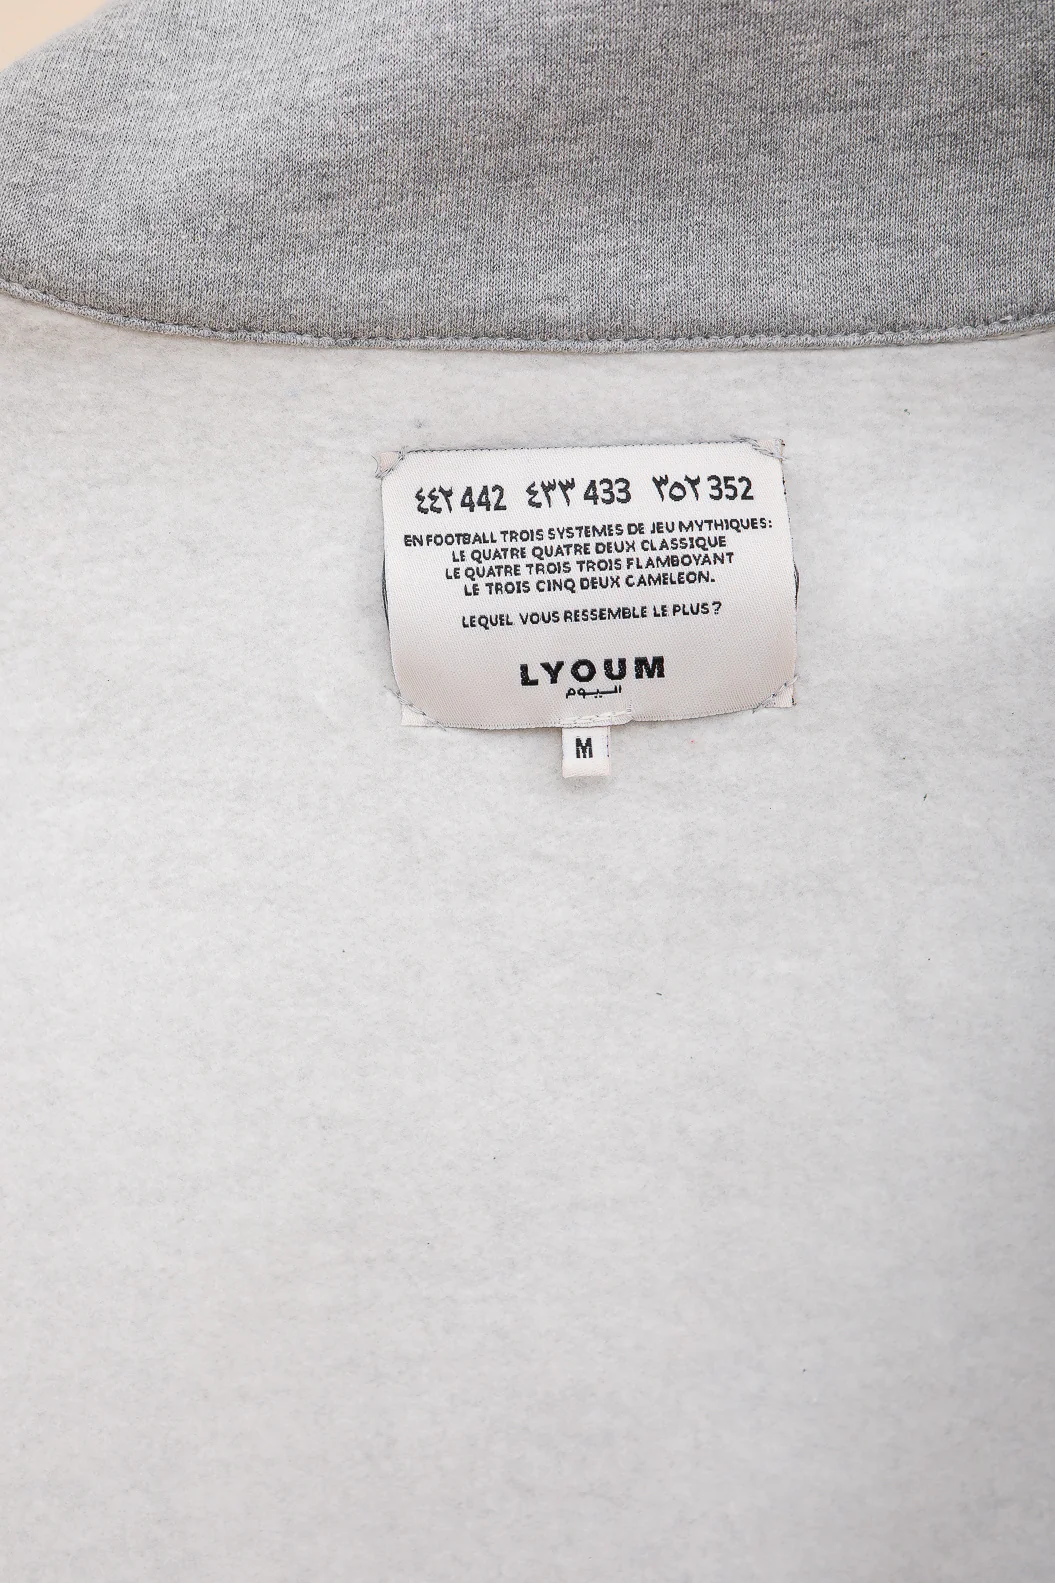 ٤٤٢ 442 ٤٣٣ 433 ٣٥٢ 352
EN FOOTBALL TROIS SYSTEMES DE JEU MYTHIQUES:
LE QUATRE QUATRE DEUX CLASSIQUE
LE QUATRE TROIS TROIS FLAMBOYANT
LE TROIS CINQ DEUX CAMELEON.
LEQUEL VOUS RESSEMBLE LE PLUS?
LYOUM
اليوم
M